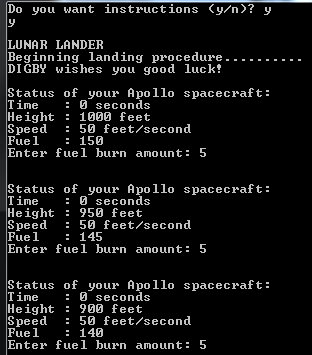 Do you want instructions (y/n)? y
y
LUNAR LANDER
Beginning landing procedure..........
DIGBY wishes you good luck!
Status of your Apollo spacecraft:
Time   : 0 seconds
Height : 1000 feet
Speed  : 50 feet/second
Fuel   : 150
Enter fuel burn amount: 5
Status of your Apollo spacecraft:
Time   : 0 seconds
Height : 950 feet
Speed  : 50 feet/second
Fuel   : 145
Enter fuel burn amount: 5
Status of your Apollo spacecraft:
Time   : 0 seconds
Height : 900 feet
Speed  : 50 feet/second
Fuel   : 140
Enter fuel burn amount: 5